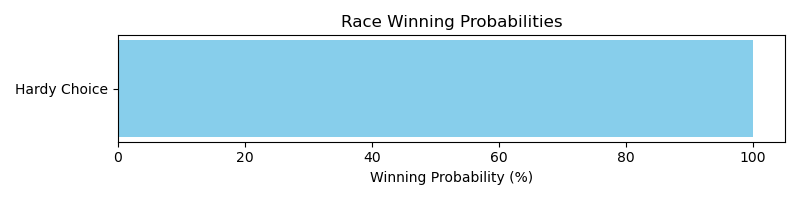 Race Winning Probabilities
Hardy Choice
0 20 40 60 80 100
Winning Probability (%)